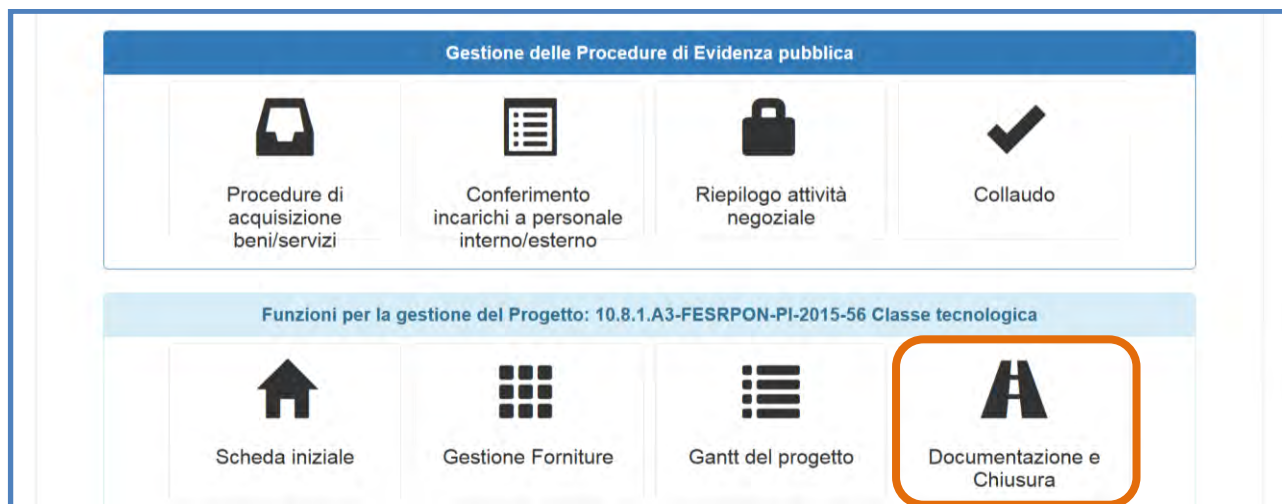 Gestione delle Procedure di Evidenza pubblica
Procedure di
acquisizione
beni/servizi
Conferimento
incarichi a personale
interno/esterno
Riepilogo attività
negoziale
Collaudo
Funzioni per la gestione del Progetto: 10.8.1.A3-FESRPON-PI-2015-56 Classe tecnologica
Scheda iniziale
Gestione Forniture
Gantt del progetto
Documentazione e
Chiusura